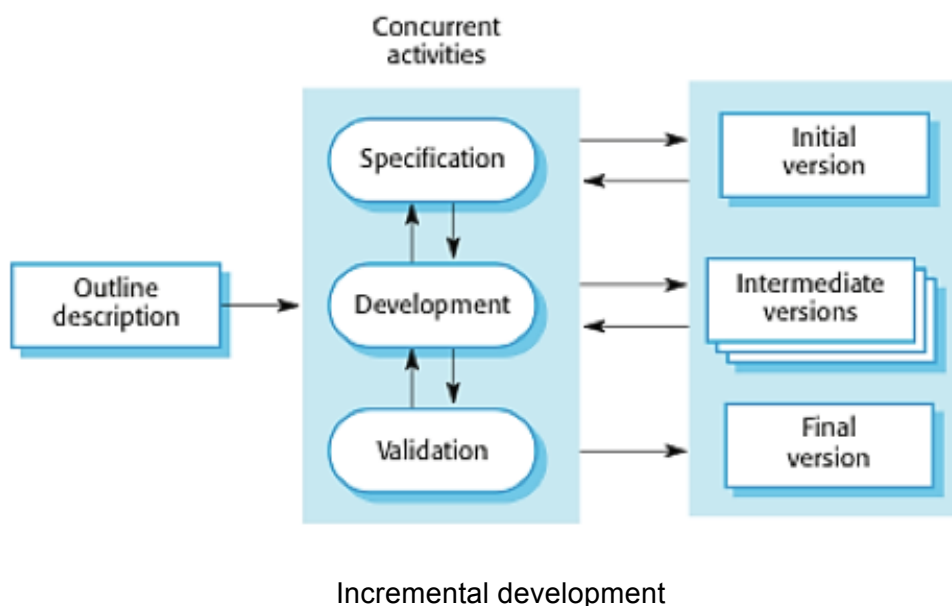 Concurrent
activities
Specification
Initial
version
Outline
description
Development
Intermediate
versions
Validation
Final
version
Incremental development